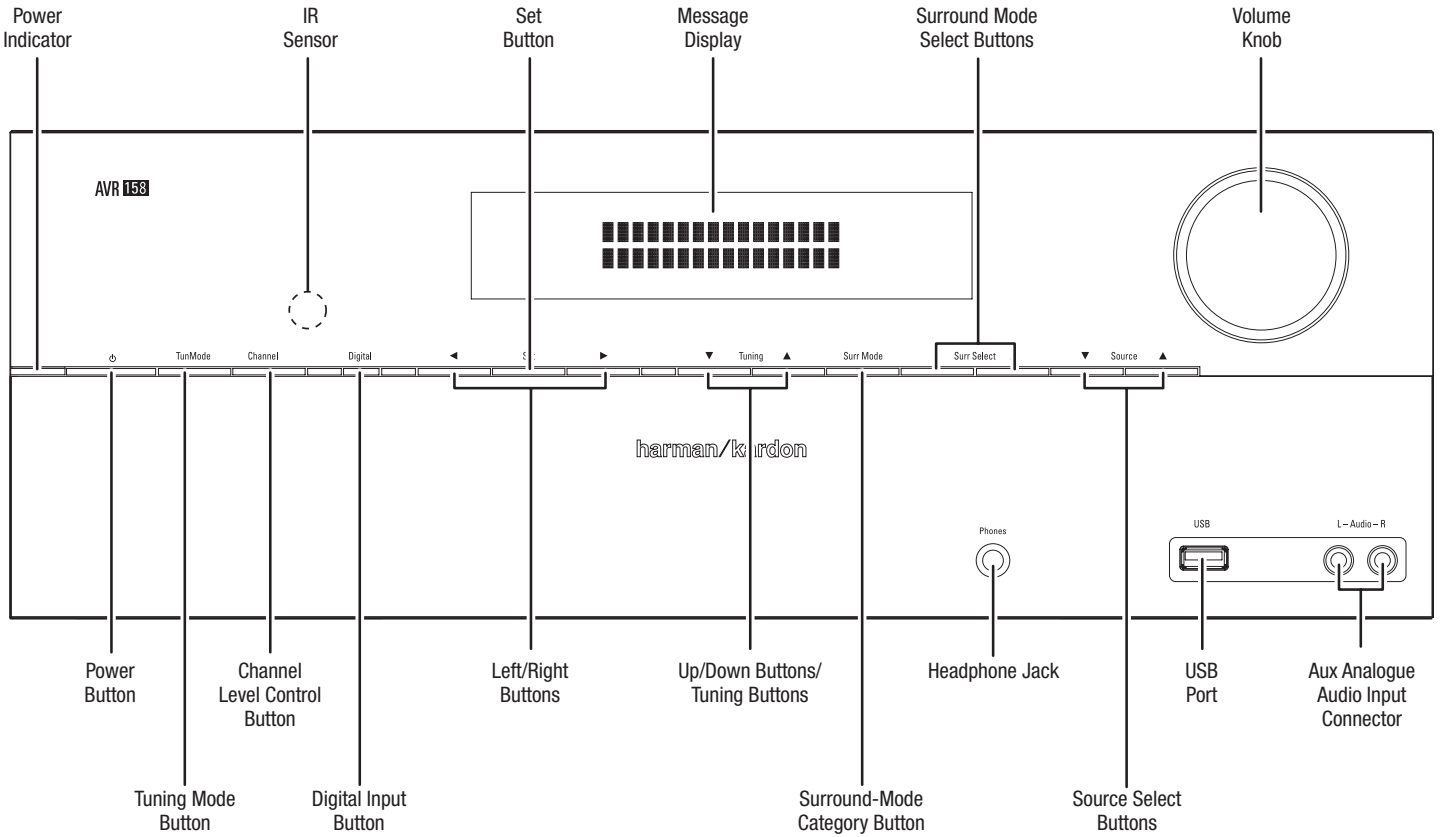 Power
Indicator
IR
Sensor
Set
Button
Message
Display
Surround Mode
Select Buttons
Volume
Knob
AVR 158
TunMode
Channel
Digital
◄
►
▼
Tuning
▲
Surr Mode
Surr Select
▼
Source
▲
harman/kardon
Phones
USB
L – Audio – R
Power
Button
Channel
Level Control
Button
Left/Right
Buttons
Up/Down Buttons/
Tuning Buttons
Headphone Jack
USB
Port
Aux Analogue
Audio Input
Connector
Tuning Mode
Button
Digital Input
Button
Surround-Mode
Category Button
Source Select
Buttons